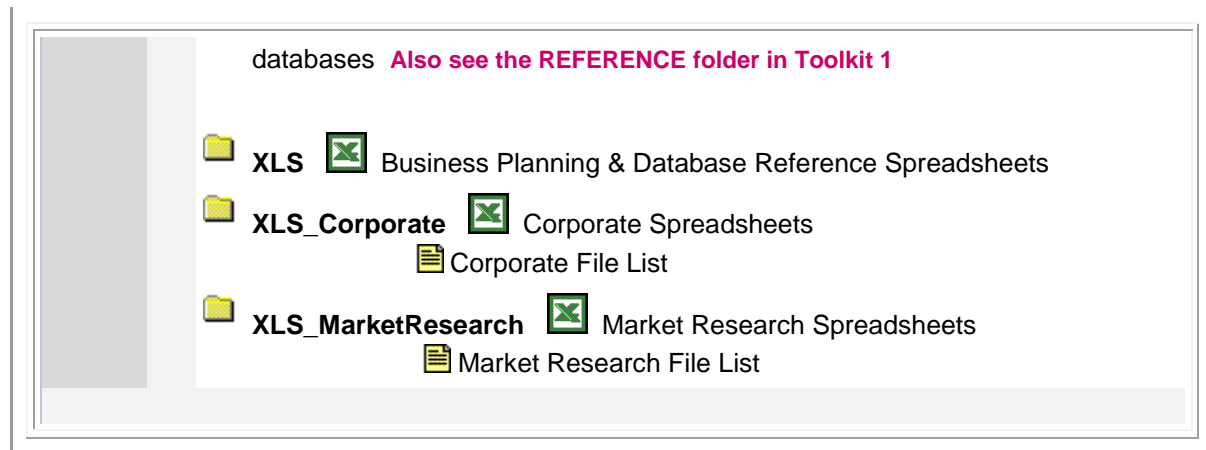 databases Also see the REFERENCE folder in Toolkit 1
XLS Business Planning & Database Reference Spreadsheets
XLS_Corporate Corporate Spreadsheets
Corporate File List
XLS_MarketResearch Market Research Spreadsheets
Market Research File List